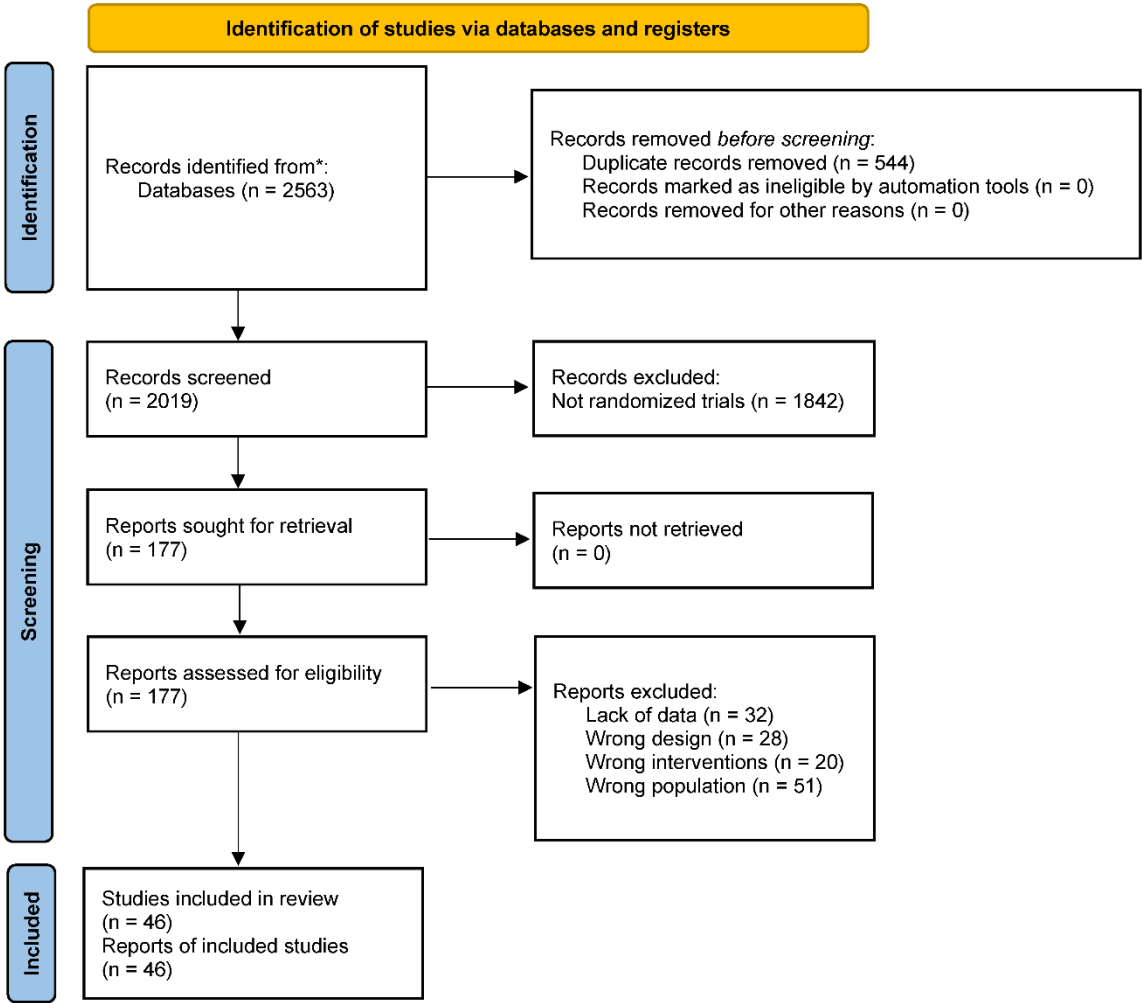 Identification of studies via databases and registers
Identification
Records identified from*:
Databases (n = 2563)
Records removed before screening:
Duplicate records removed (n = 544)
Records marked as ineligible by automation tools (n = 0)
Records removed for other reasons (n = 0)
Screening
Records screened
(n = 2019)
Records excluded:
Not randomized trials (n = 1842)
Reports sought for retrieval
(n = 177)
Reports not retrieved
(n = 0)
Reports assessed for eligibility
(n = 177)
Reports excluded:
Lack of data (n = 32)
Wrong design (n = 28)
Wrong interventions (n = 20)
Wrong population (n = 51)
Included
Studies included in review
(n = 46)
Reports of included studies
(n = 46)